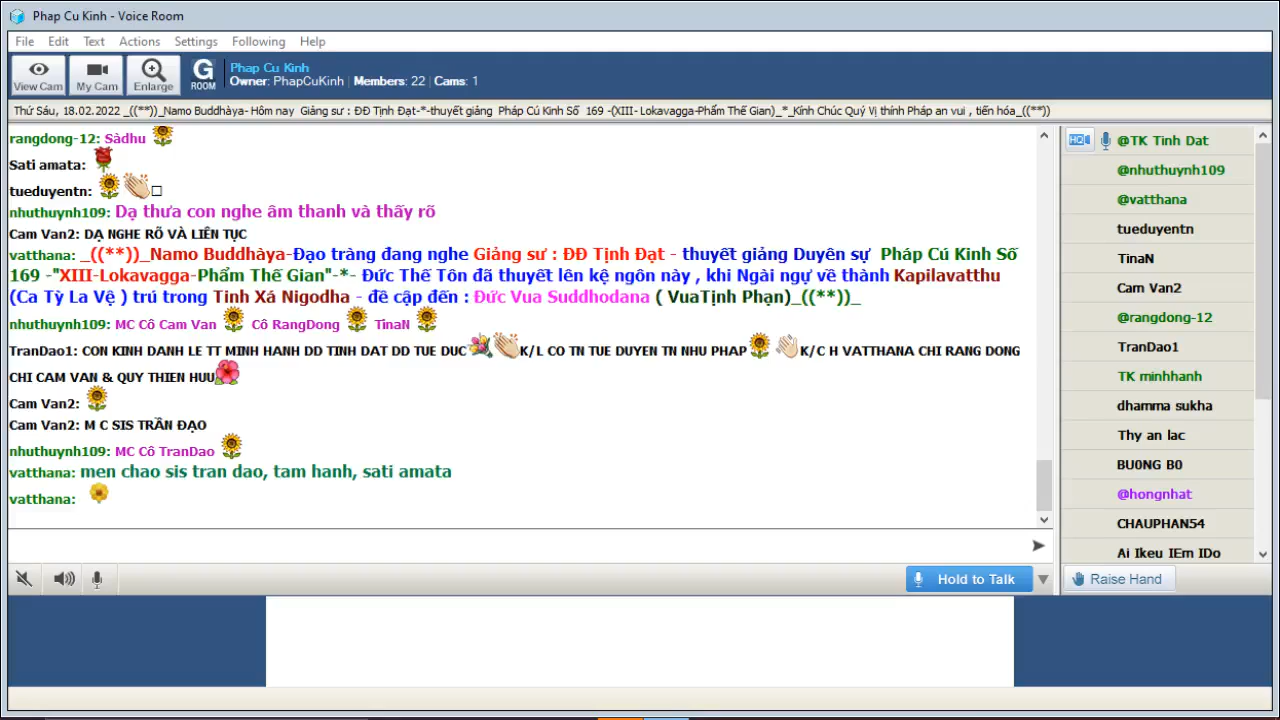 Phap Cu Kinh - Voice Room
File Edit Text Actions Settings Following Help
View Cam My Cam Enlarge G ROOM
Phap Cu Kinh
Owner: PhapCuKinh Members: 22 Cams: 1
Thứ Sáu, 18.02.2022 _((**))_Namo Buddhàya- Hôm nay Giảng sư : ĐĐ Tịnh Đạt-*-thuyết giảng Pháp Cú Kinh Số 169 -(XIII- Lokavagga-Phẩm Thế Gian)_*_Kính Chúc Quý Vị thính Pháp an vui , tiến hóa_((**))
rangdong-12: Sàdhu
Sati amata:
tueduyentn:
nhuthuynh109: Dạ thưa con nghe âm thanh và thấy rõ
Cam Van2: DẠ NGHE RÕ VÀ LIÊN TỤC
vatthana: _((**))_Namo Buddhàya-Đạo tràng đang nghe Giảng sư : ĐĐ Tịnh Đạt - thuyết giảng Duyên sự Pháp Cú Kinh Số
169 -"XIII-Lokavagga-Phẩm Thế Gian"-*- Đức Thế Tôn đã thuyết lên kệ ngôn này , khi Ngài ngự về thành Kapilavatthu
(Ca Tỳ La Vệ ) trú trong Tinh Xá Nigodha - đề cập đến : Đức Vua Suddhodana ( VuaTịnh Phạn)_((**))_
nhuthuynh109: MC Cô Cam Van Cô RangDong TinaN
TranDao1: CON KINH DANH LE TT MINH HANH DD TINH DAT DD TUE DUC K/L CO TN TUE DUYEN TN NHU PHAP K/C H VATTHANA CHI RANG DONG
CHI CAM VAN & QUY THIEN HUU
Cam Van2:
Cam Van2: M C SIS TRẦN ĐẠO
nhuthuynh109: MC Cô TranDao
vatthana: men chao sis tran dao, tam hanh, sati amata
vatthana:
HQ
@TK Tinh Dat
@nhuthuynh109
@vatthana
tueduyentn
TinaN
Cam Van2
@rangdong-12
TranDao1
TK minhhanh
dhamma sukha
Thy an lac
BU0NG B0
@hongnhat
CHAUPHAN54
Ai Ikeu IEm IDo
Hold to Talk
Raise Hand